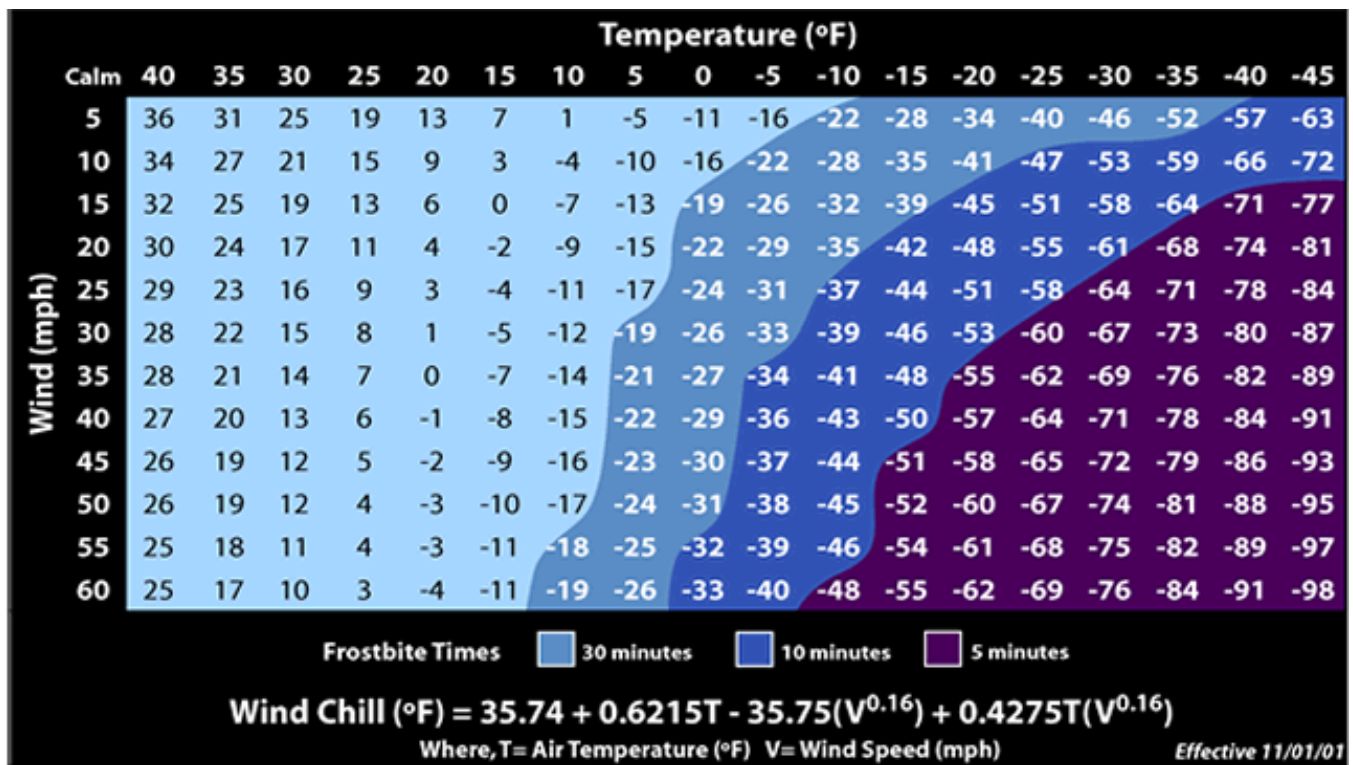 Temperature (ºF)
Calm 40 35 30 25 20 15 10 5 0 -5 -10 -15 -20 -25 -30 -35 -40 -45
5 36 31 25 19 13 7 1 -5 -11 -16 -22 -28 -34 -40 -46 -52 -57 -63
10 34 27 21 15 9 3 -4 -10 -16 -22 -28 -35 -41 -47 -53 -59 -66 -72
15 32 25 19 13 6 0 -7 -13 -19 -26 -32 -39 -45 -51 -58 -64 -71 -77
20 30 24 17 11 4 -2 -9 -15 -22 -29 -35 -42 -48 -55 -61 -68 -74 -81
25 29 23 16 9 3 -4 -11 -17 -24 -31 -37 -44 -51 -58 -64 -71 -78 -84
30 28 22 15 8 1 -5 -12 -19 -26 -33 -39 -46 -53 -60 -67 -73 -80 -87
35 28 21 14 7 0 -7 -14 -21 -27 -34 -41 -48 -55 -62 -69 -76 -82 -89
40 27 20 13 6 -1 -8 -15 -22 -29 -36 -43 -50 -57 -64 -71 -78 -84 -91
45 26 19 12 5 -2 -9 -16 -23 -30 -37 -44 -51 -58 -65 -72 -79 -86 -93
50 26 19 12 4 -3 -10 -17 -24 -31 -38 -45 -52 -60 -67 -74 -81 -88 -95
55 25 18 11 4 -3 -11 -18 -25 -32 -39 -46 -54 -61 -68 -75 -82 -89 -97
60 25 17 10 3 -4 -11 -19 -26 -33 -40 -48 -55 -62 -69 -76 -84 -91 -98
Wind (mph)
Frostbite Times 30 minutes 10 minutes 5 minutes
Wind Chill (ºF) = 35.74 + 0.6215T - 35.75(V^0.16) + 0.4275T(V^0.16)
Where, T= Air Temperature (ºF) V= Wind Speed (mph) Effective 11/01/01